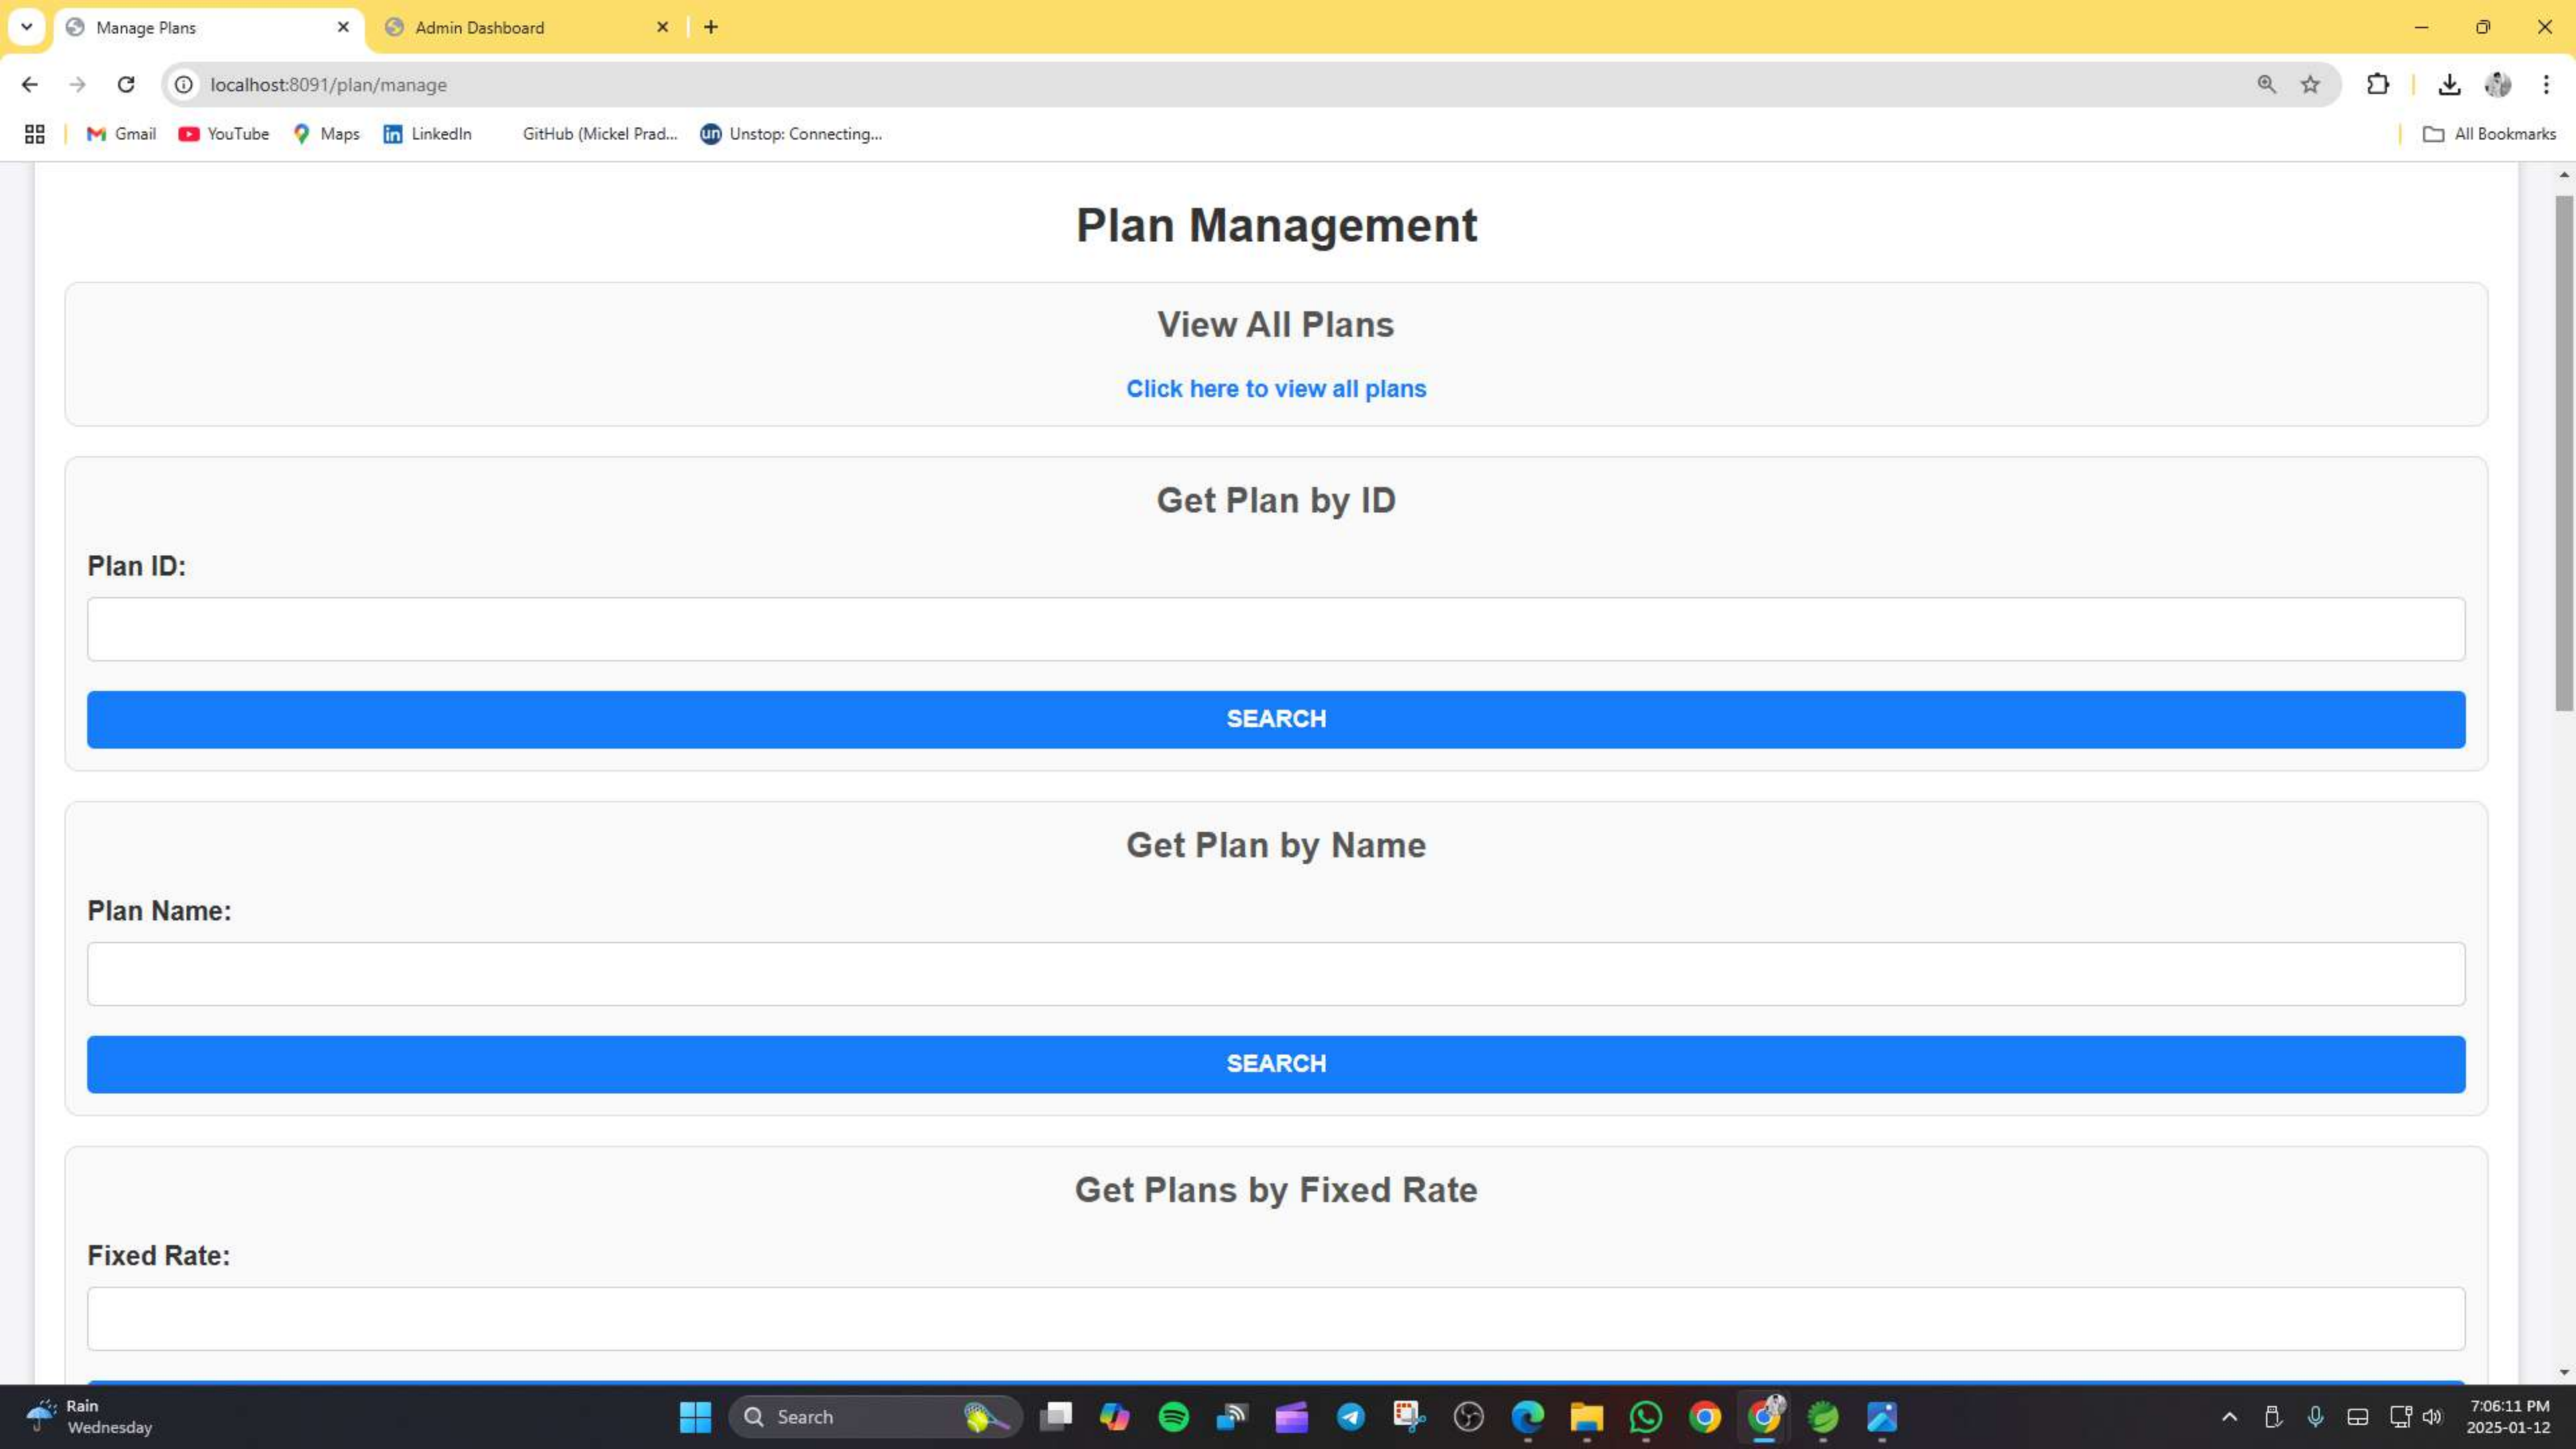 Manage Plans
Admin Dashboard
localhost:8091/plan/manage
Gmail
YouTube
Maps
in LinkedIn
GitHub (Mickel Prad...
un Unstop: Connecting...
All Bookmarks
Plan Management
View All Plans
Click here to view all plans
Get Plan by ID
Plan ID:
SEARCH
Get Plan by Name
Plan Name:
SEARCH
Get Plans by Fixed Rate
Fixed Rate:
Rain
Wednesday
Search
7:06:11 PM
2025-01-12